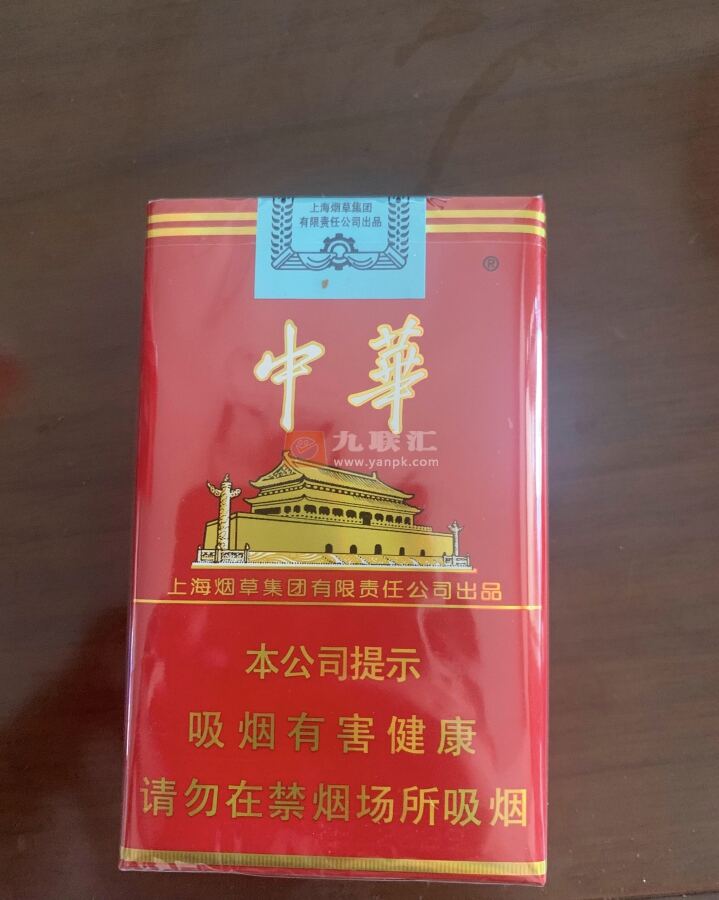 上海烟草集团
有限责任公司出品
®
中華
九联汇
www.yanpk.com
上海烟草集团有限责任公司出品
本公司提示
吸烟有害健康
请勿在禁烟场所吸烟